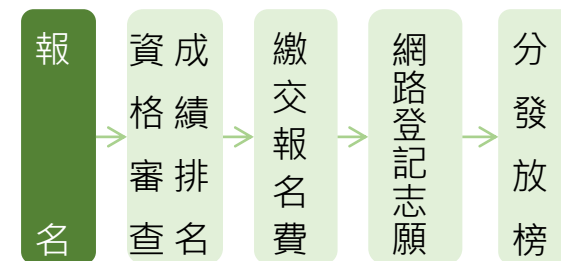 報名
資格審查
成績排名
繳交報名費
網路登記志願
分發放榜